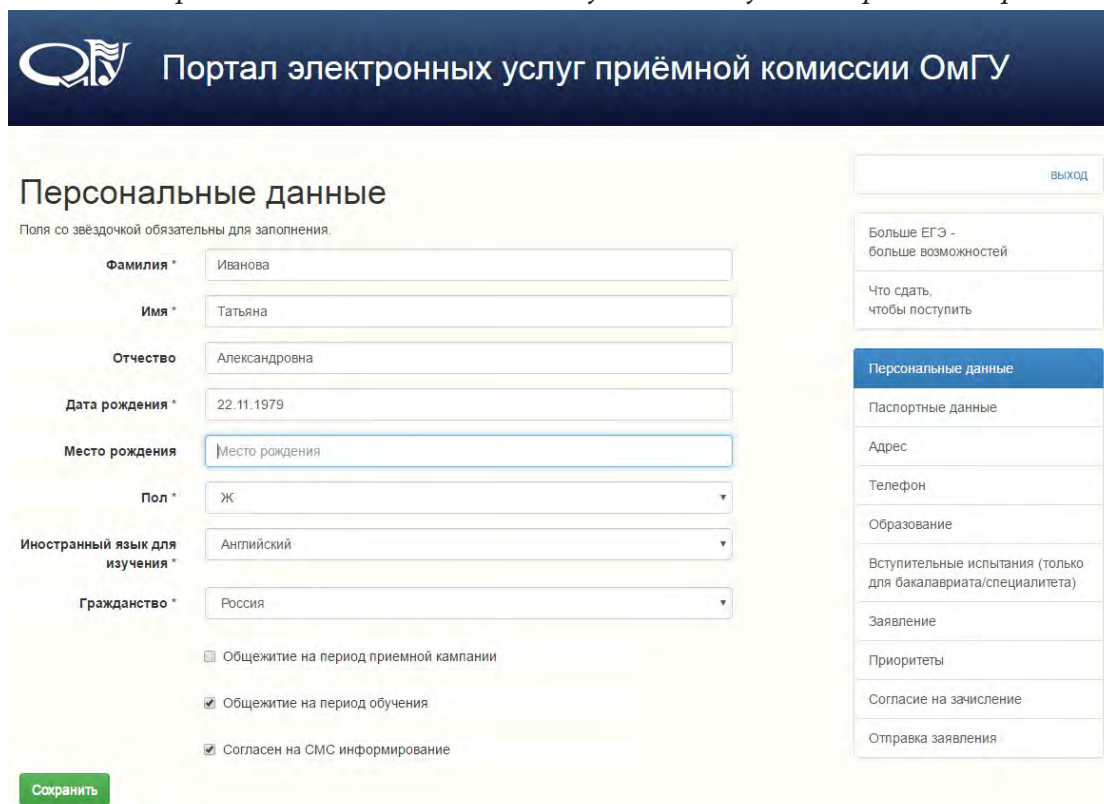 ОмГУ Портал электронных услуг приёмной комиссии ОмГУ
Персональные данные
Поля со звёздочкой обязательны для заполнения.
Фамилия * Иванова
Имя * Татьяна
Отчество Александровна
Дата рождения * 22.11.1979
Место рождения Место рождения
Пол * Ж
Иностранный язык для
изучения * Английский
Гражданство * Россия
Общежитие на период приемной кампании
Общежитие на период обучения
Согласен на СМС информирование
Сохранить
выход
Больше ЕГЭ -
больше возможностей
Что сдать,
чтобы поступить
Персональные данные
Паспортные данные
Адрес
Телефон
Образование
Вступительные испытания (только
для бакалавриата/специалитета)
Заявление
Приоритеты
Согласие на зачисление
Отправка заявления